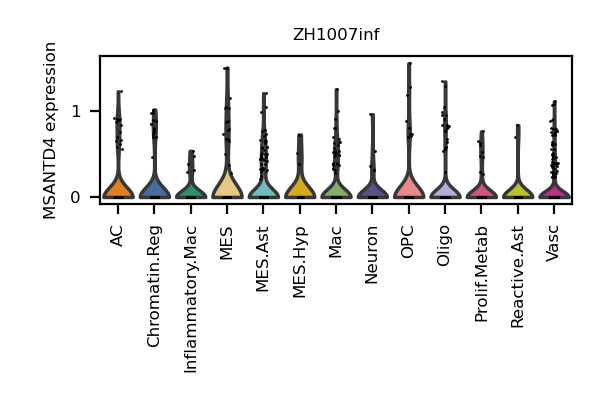 ZH1007inf
MSANTD4 expression
1
0
AC
Chromatin.Reg
Inflammatory.Mac
MES
MES.Ast
MES.Hyp
Mac
Neuron
OPC
Oligo
Prolif.Metab
Reactive.Ast
Vasc